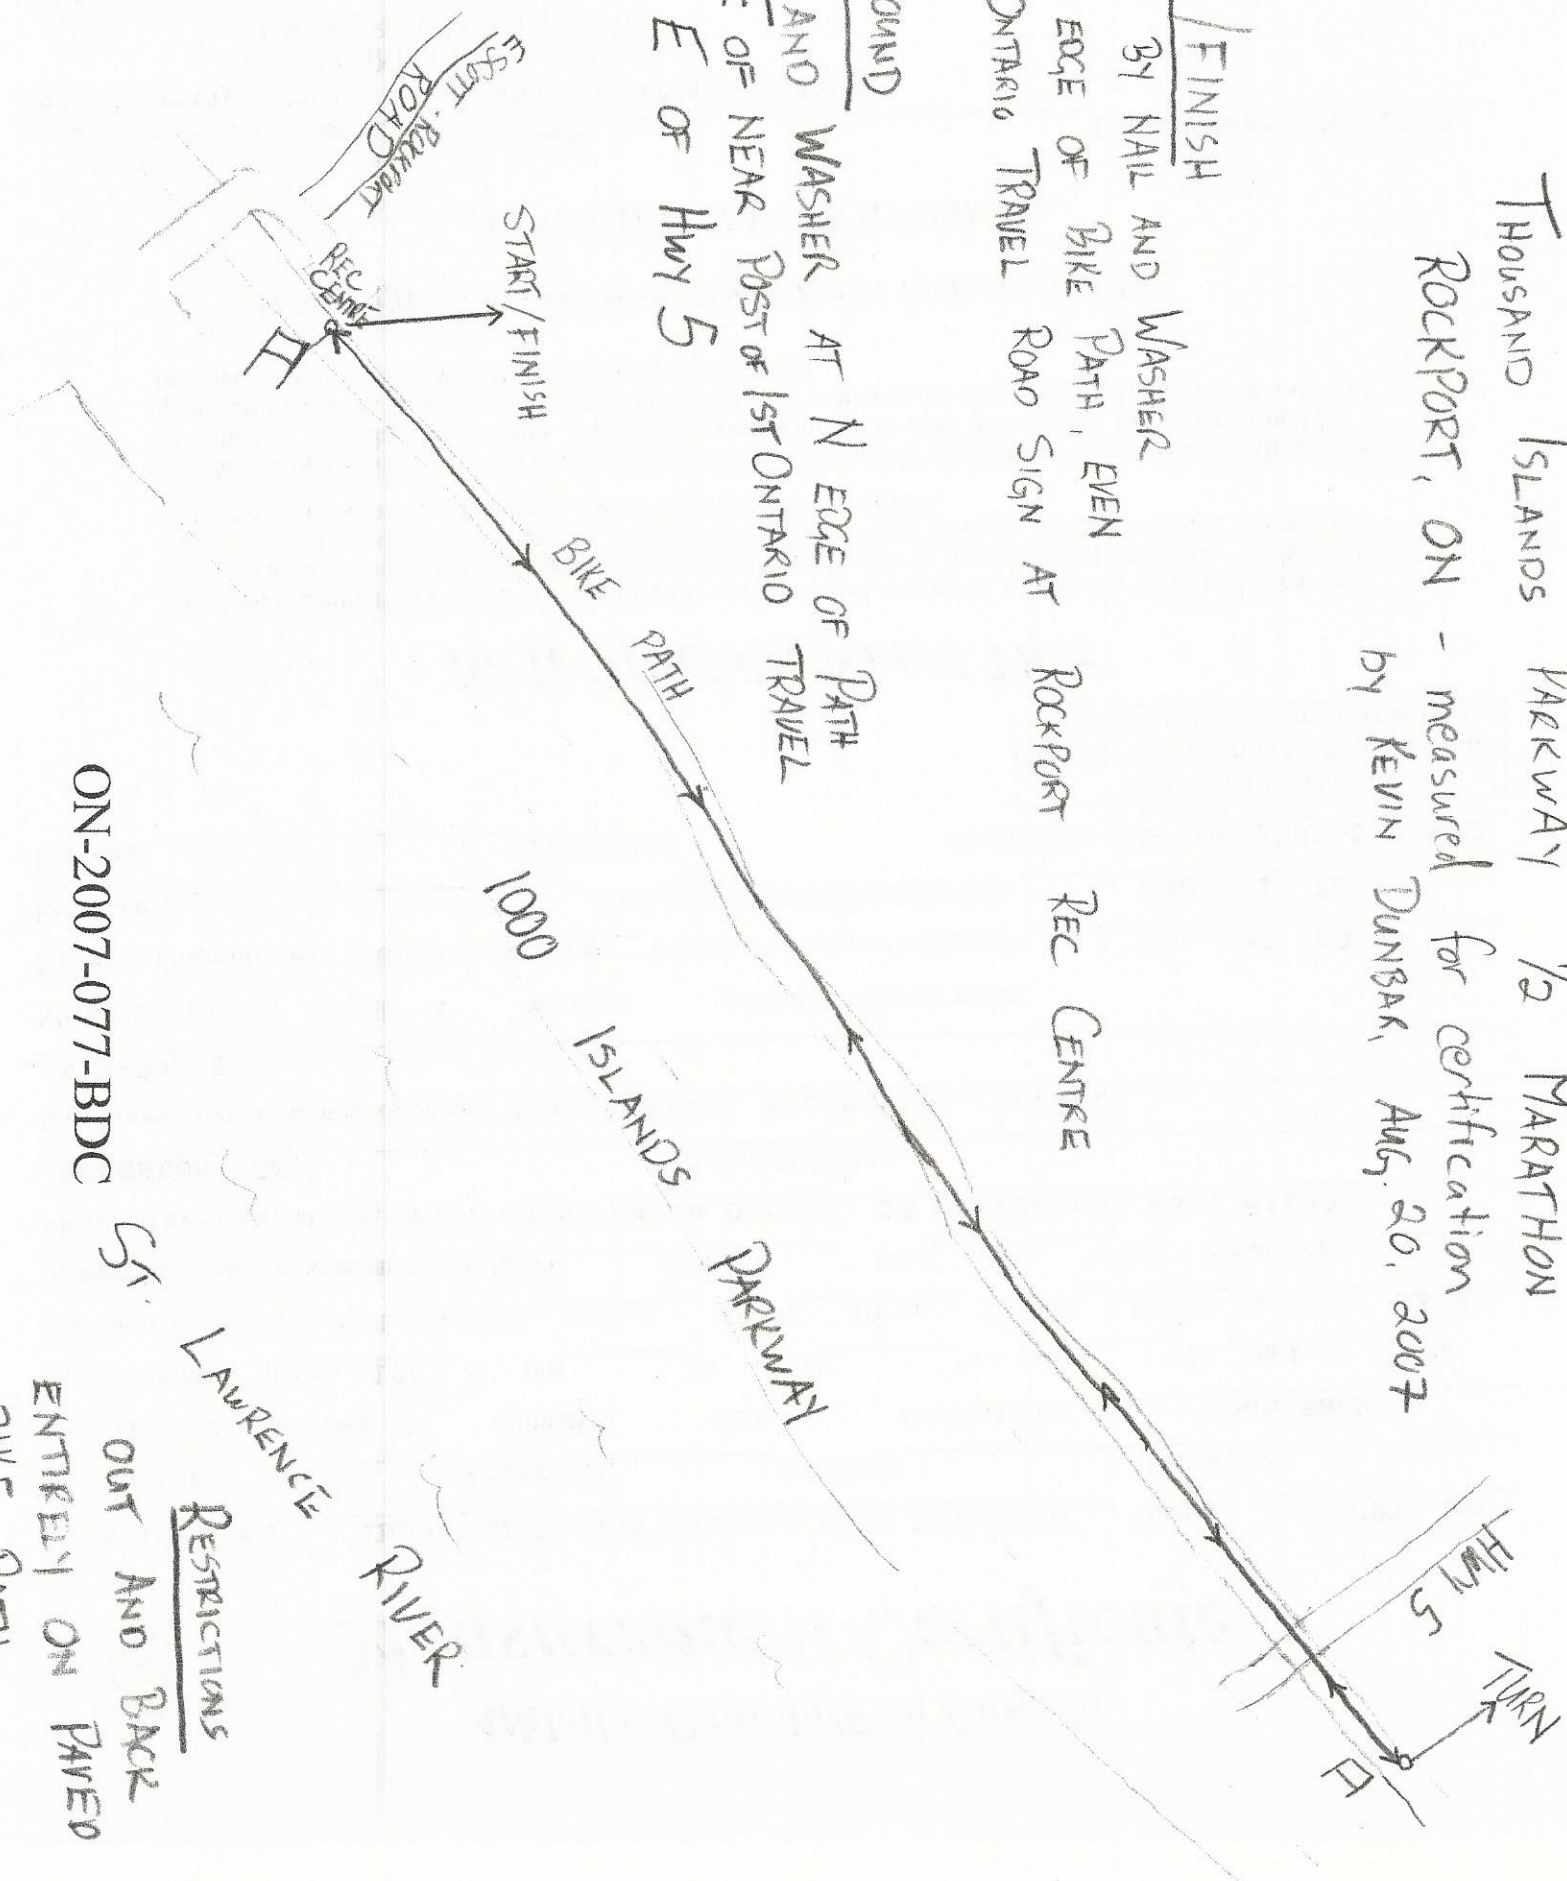 THOUSAND ISLANDS PARKWAY 1/2 MARATHON
ROCKPORT, ON - measured for certification
by KEVIN DUNBAR, AUG. 20, 2007
/FINISH
BY NAIL AND WASHER
EDGE OF BIKE PATH, EVEN
ONTARIO TRAVEL ROAD SIGN AT ROCKPORT REC CENTRE
OUND
AND WASHER AT N EDGE OF PATH
E OF NEAR POST OF 1ST ONTARIO TRAVEL
E OF HWY 5
ESCOTT-ROCKPORT
ROAD
REC
CENTRE
START/FINISH
BIKE PATH
1000 ISLANDS PARKWAY
HWY 5
TURN
ST. LAWRENCE RIVER
ON-2007-077-BDC
RESTRICTIONS
OUT AND BACK
ENTIRELY ON PAVED